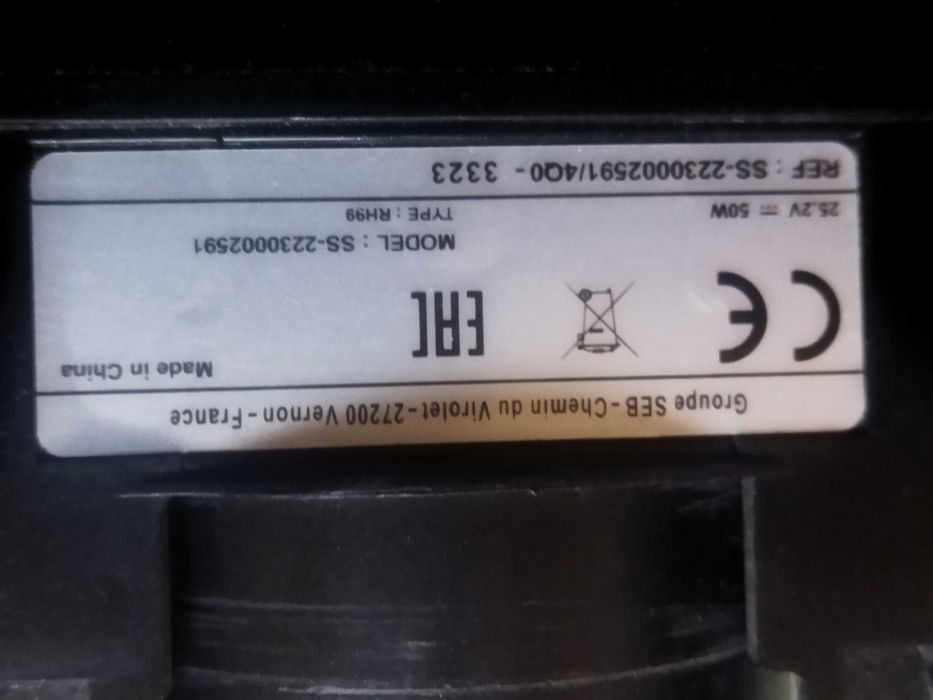 Groupe SEB - Chemin du Virolet - 27200 Vernon - France
Made in China
CE
EAC
MODEL : SS-2230002591
TYPE : RH99
25.2V ⎓ 50W
REF : SS-2230002591/4Q0 - 3323